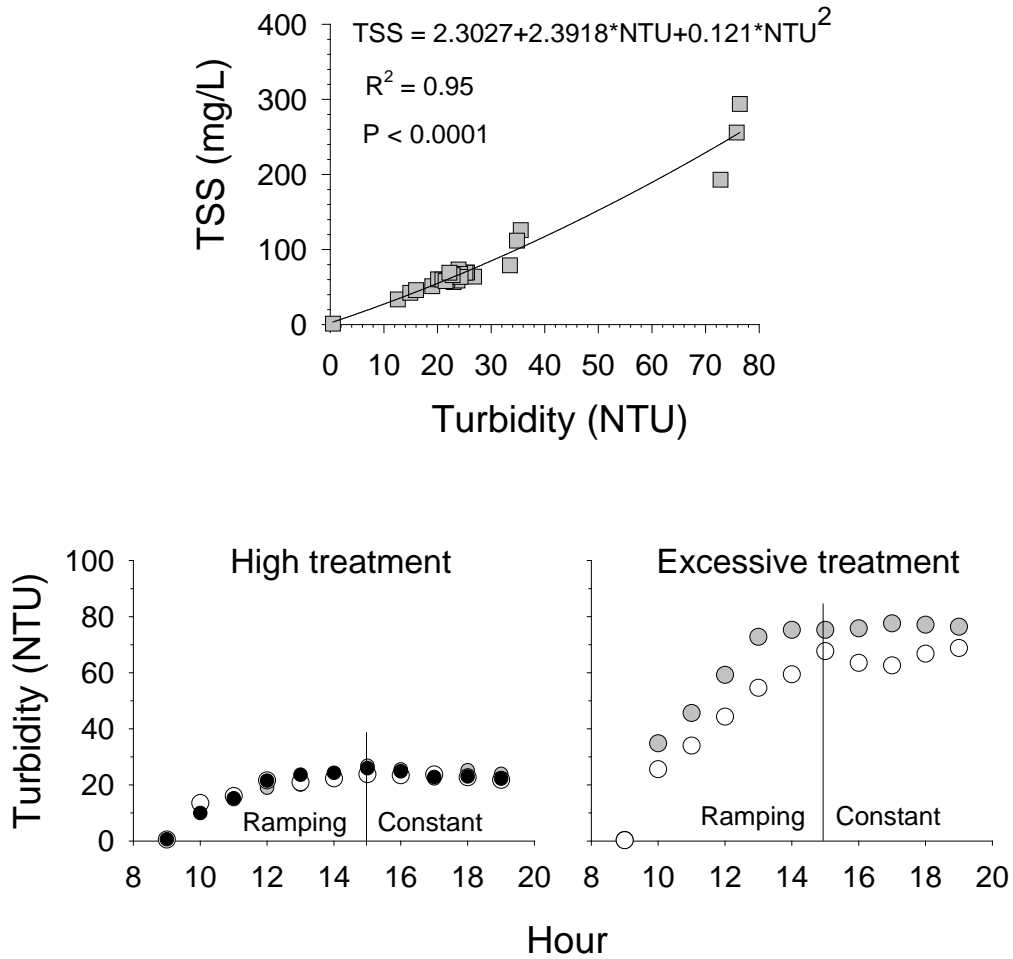 TSS = 2.3027+2.3918*NTU+0.121*NTU²
R² = 0.95
P < 0.0001
TSS (mg/L)
400
300
200
100
0
0 10 20 30 40 50 60 70 80
Turbidity (NTU)
High treatment
Excessive treatment
Turbidity (NTU)
100
80
60
40
20
0
Ramping Constant
Ramping Constant
8 10 12 14 16 18 20
8 10 12 14 16 18 20
Hour